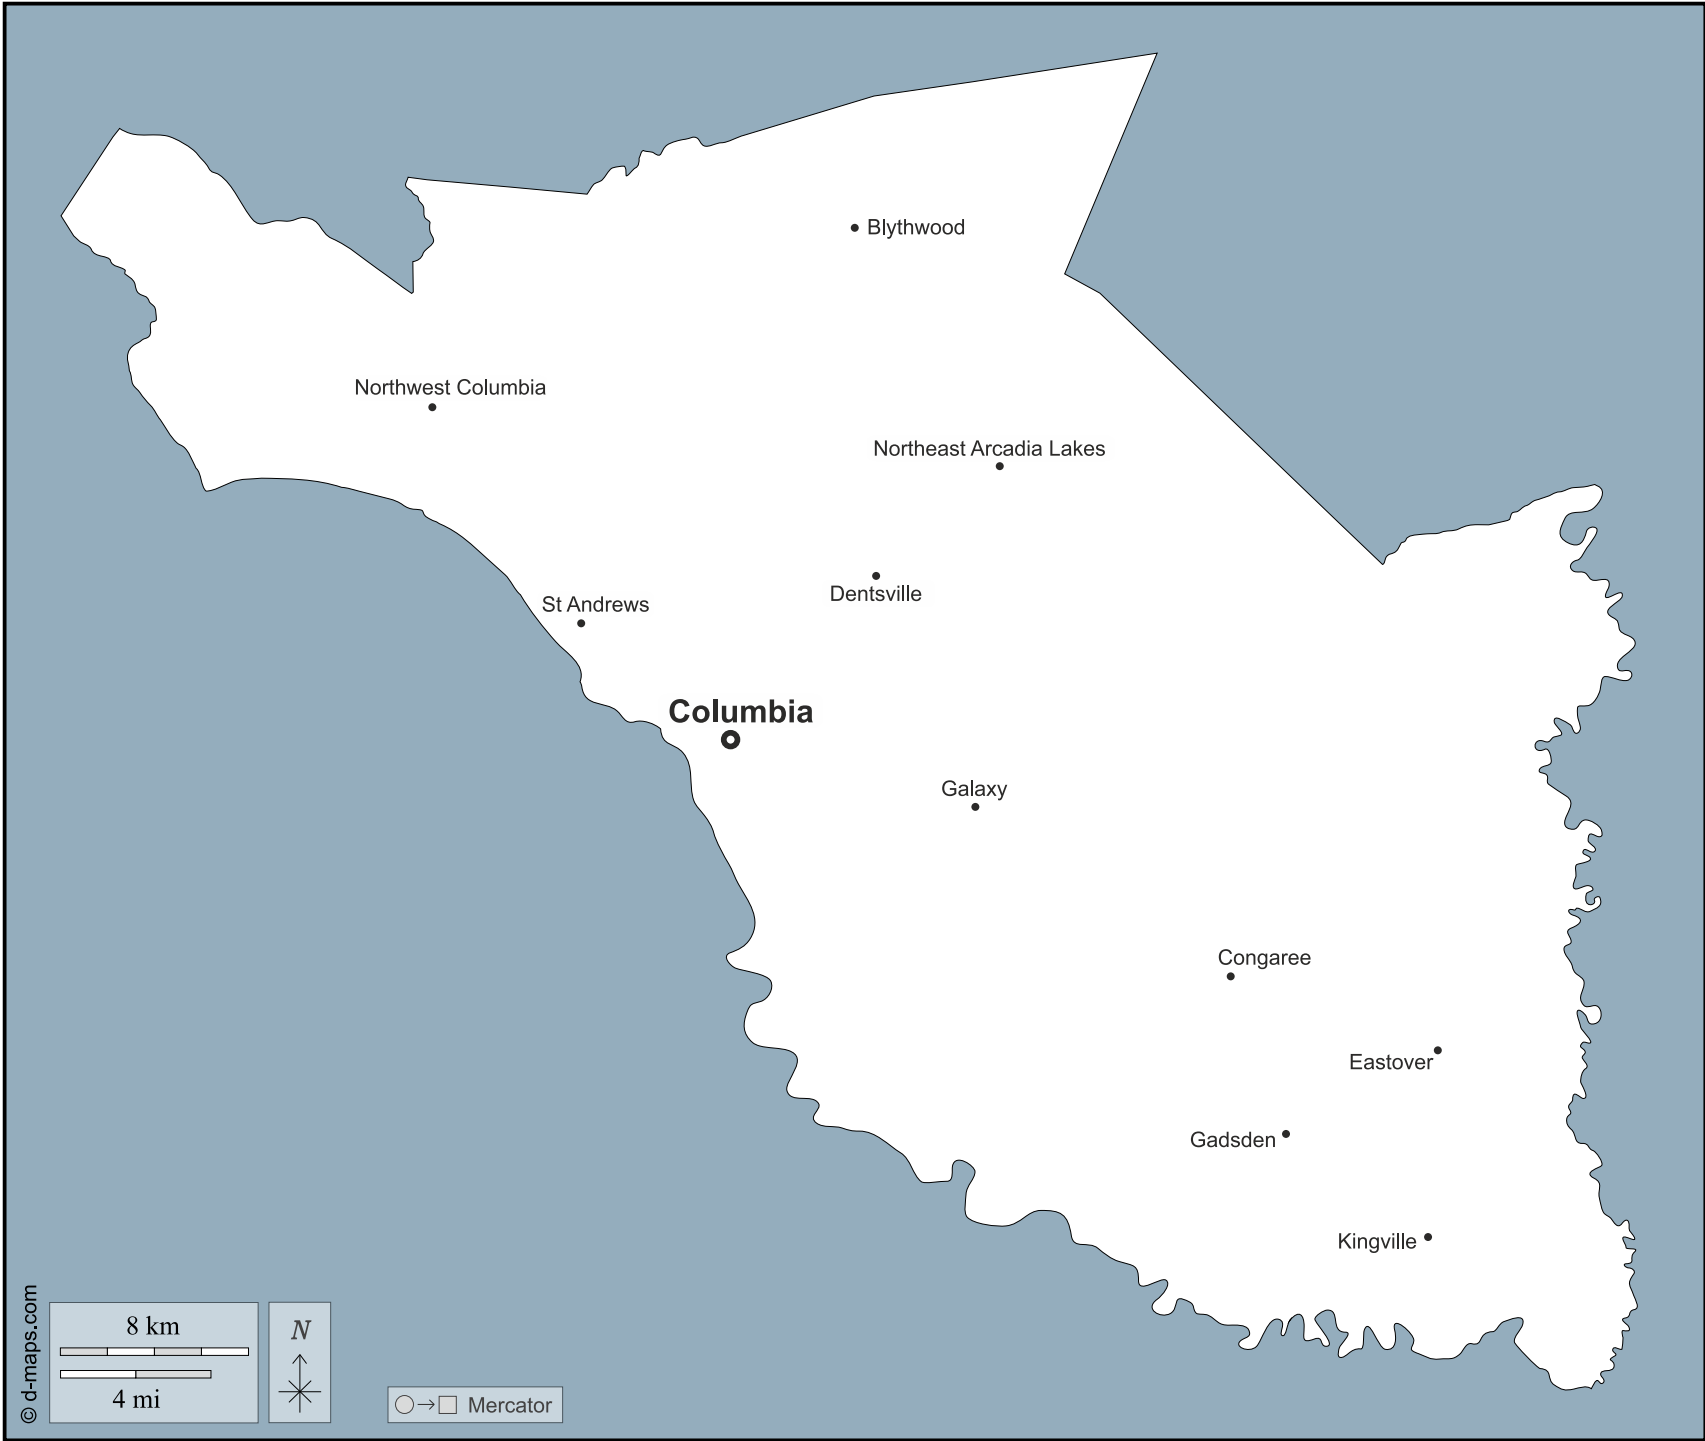 Blythwood
Northwest Columbia
Northeast Arcadia Lakes
Dentsville
St Andrews
Columbia
Galaxy
Congaree
Eastover
Gadsden
Kingville
© d-maps.com
8 km
4 mi
N
Mercator